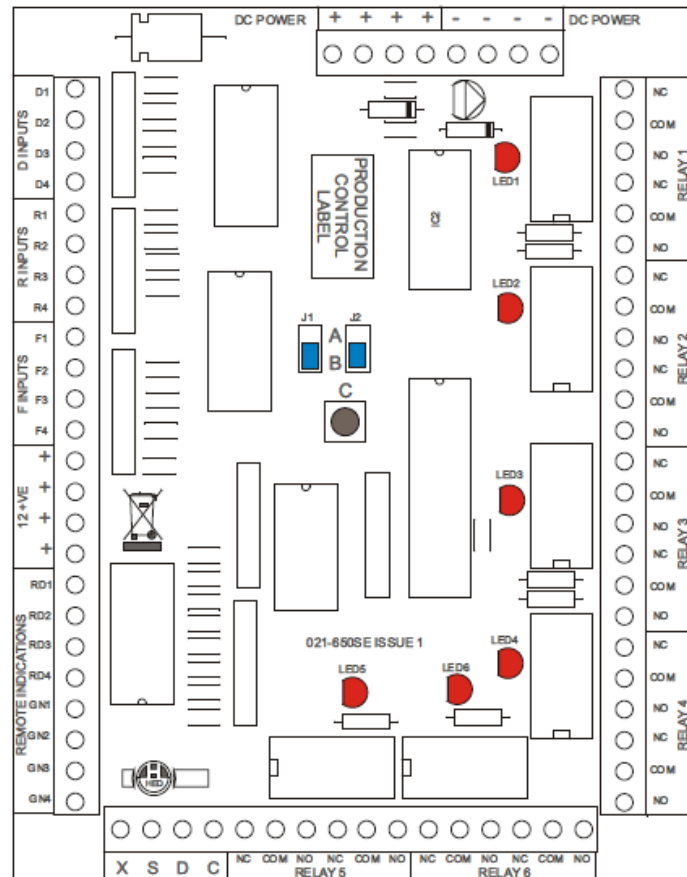 DC POWER + + + + - - - - DC POWER
D INPUTS
D1
D2
D3
D4
R INPUTS
R1
R2
R3
R4
F INPUTS
F1
F2
F3
F4
12 +VE
+
+
+
+
REMOTE INDICATIONS
RD1
RD2
RD3
RD4
GN1
GN2
GN3
GN4
PRODUCTION
CONTROL
LABEL
IC2
LED1
LED2
J1 J2
A
B
C
LED3
021-650SE ISSUE 1
LED4
LED5 LED6
NC
COM
NO
NC
COM
NO
RELAY 1
NC
COM
NO
NC
COM
NO
RELAY 2
NC
COM
NO
NC
COM
NO
RELAY 3
NC
COM
NO
NC
COM
NO
RELAY 4
X S D C NC COM NO NC COM NO NC COM NO NC COM NO
RELAY 5 RELAY 6